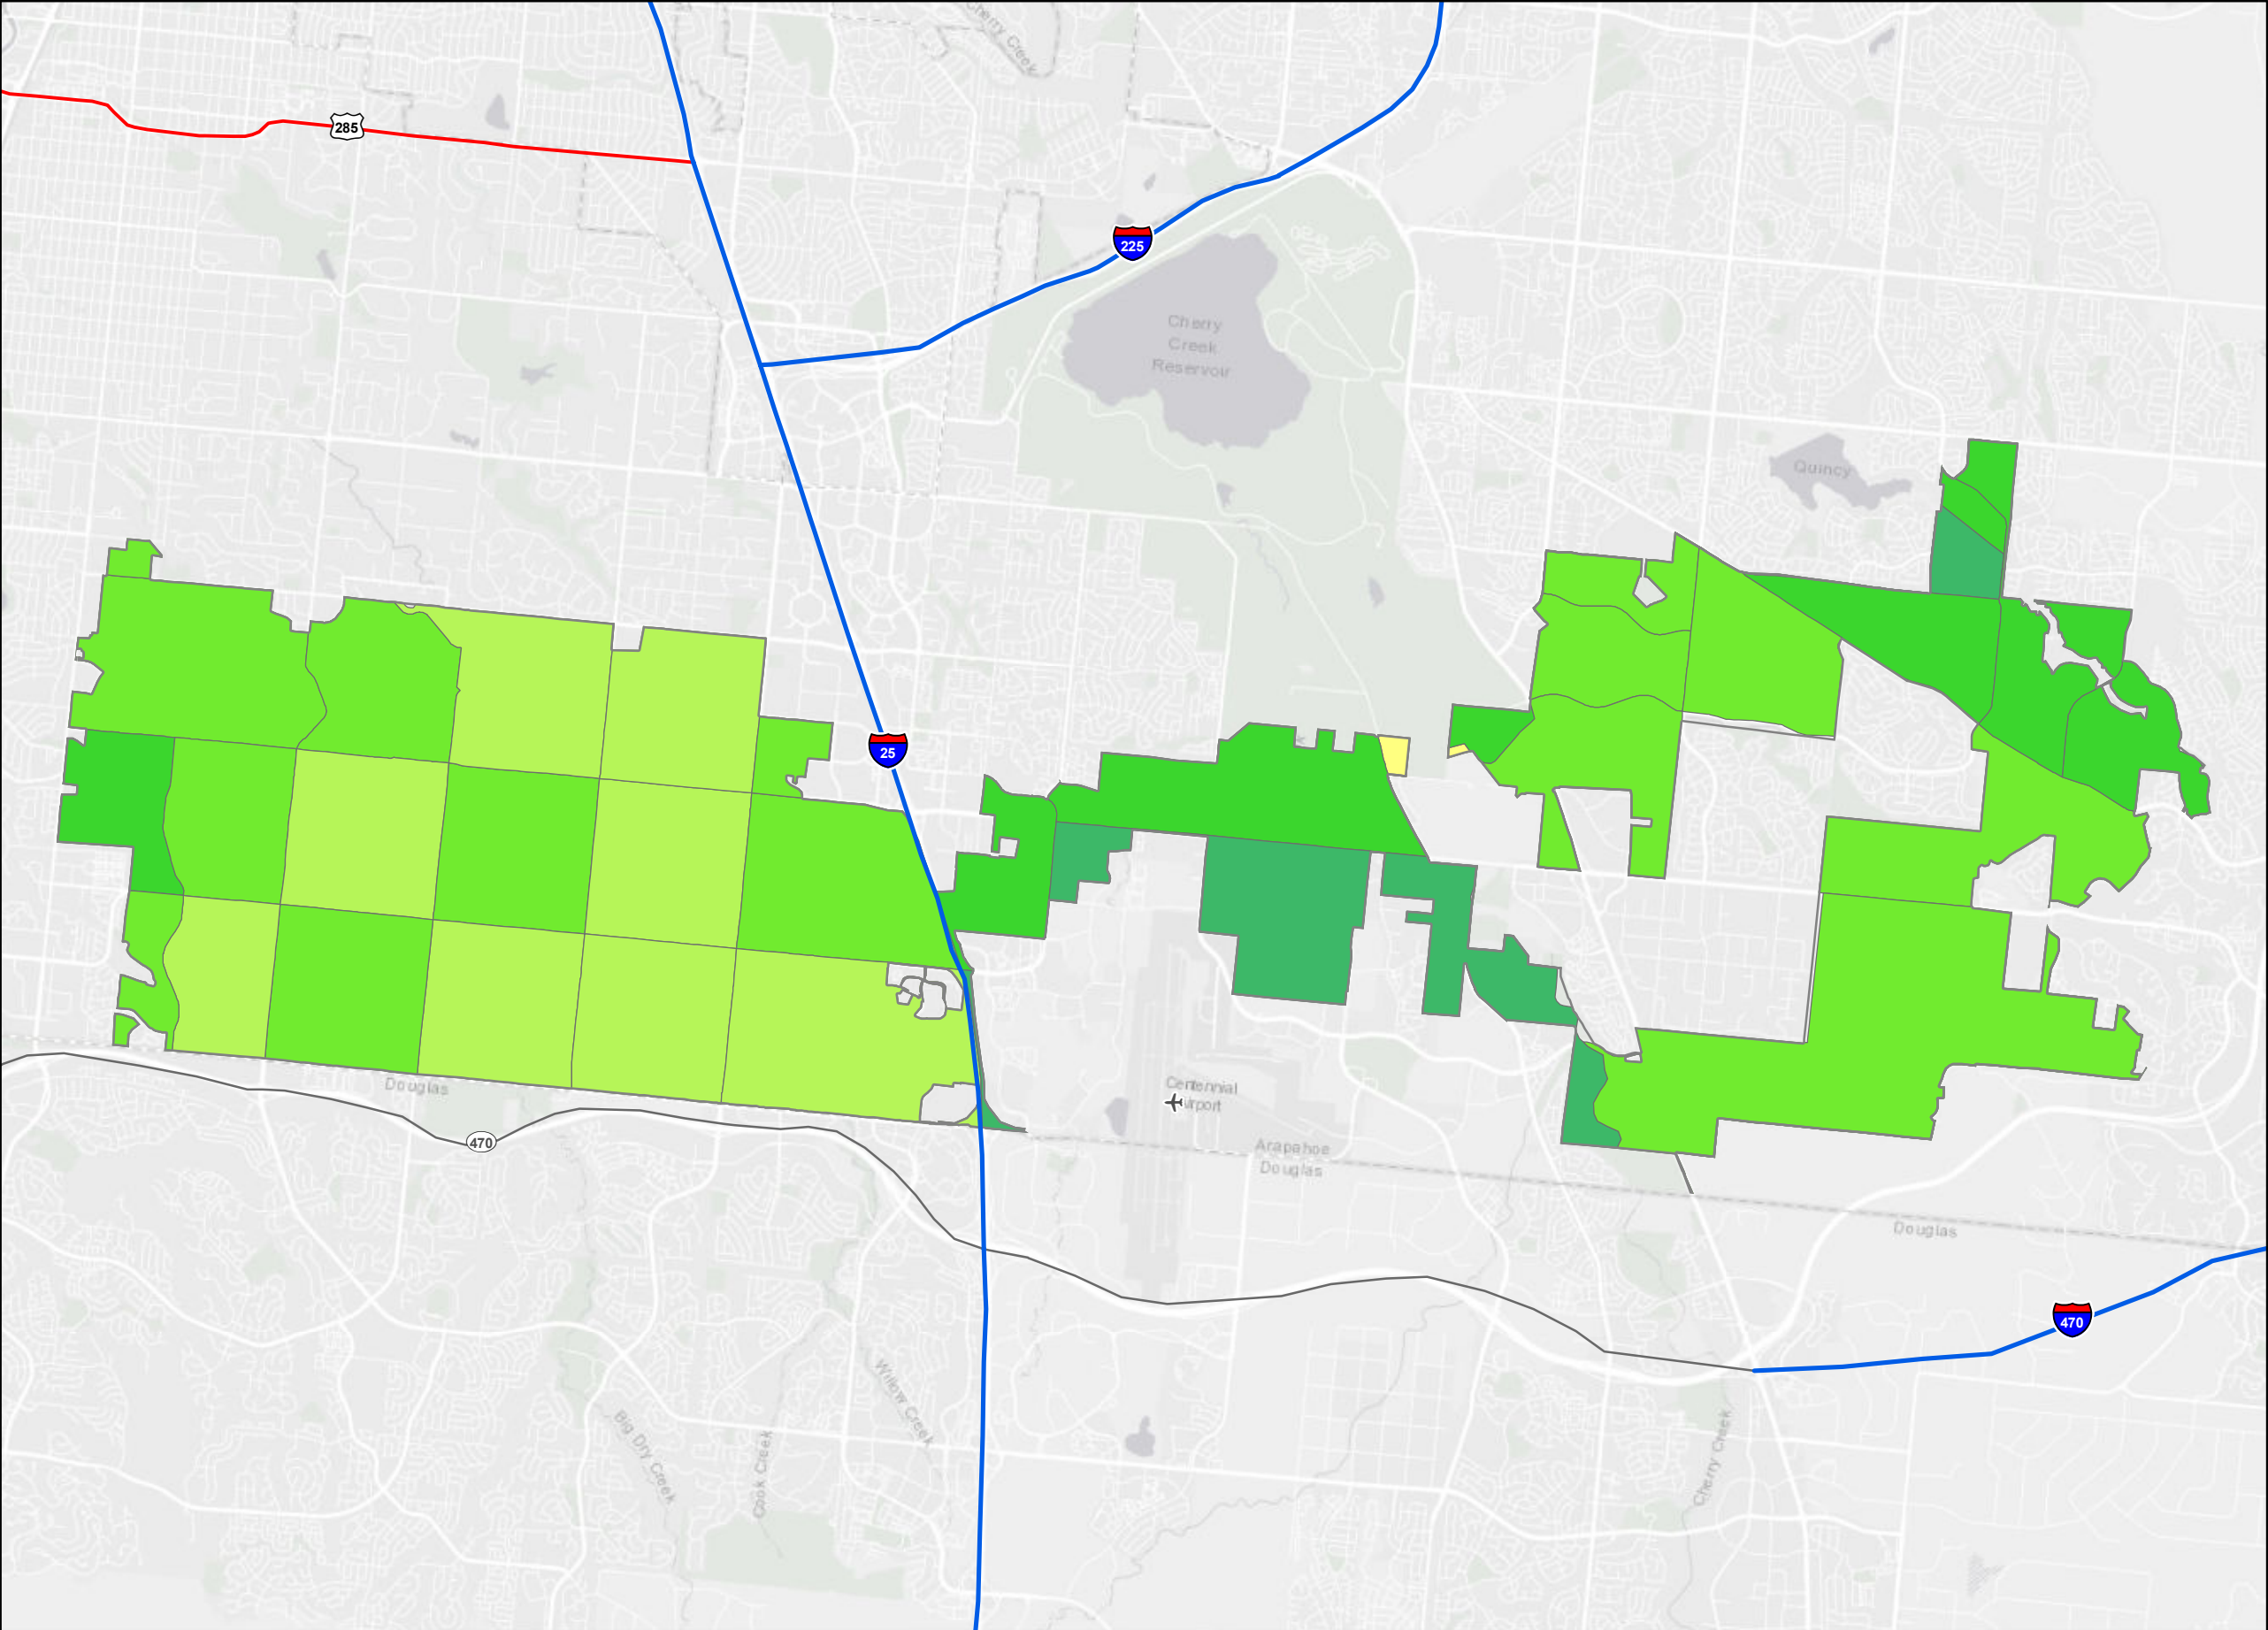 Cherry Creek
285
225
Cherry
Creek
Reservoir
Quincy
25
Douglas
470
Centennial
Airport
Arapahoe
Douglas
Douglas
470
Willow Creek
Big Dry Creek
Cook Creek
Cherry Creek